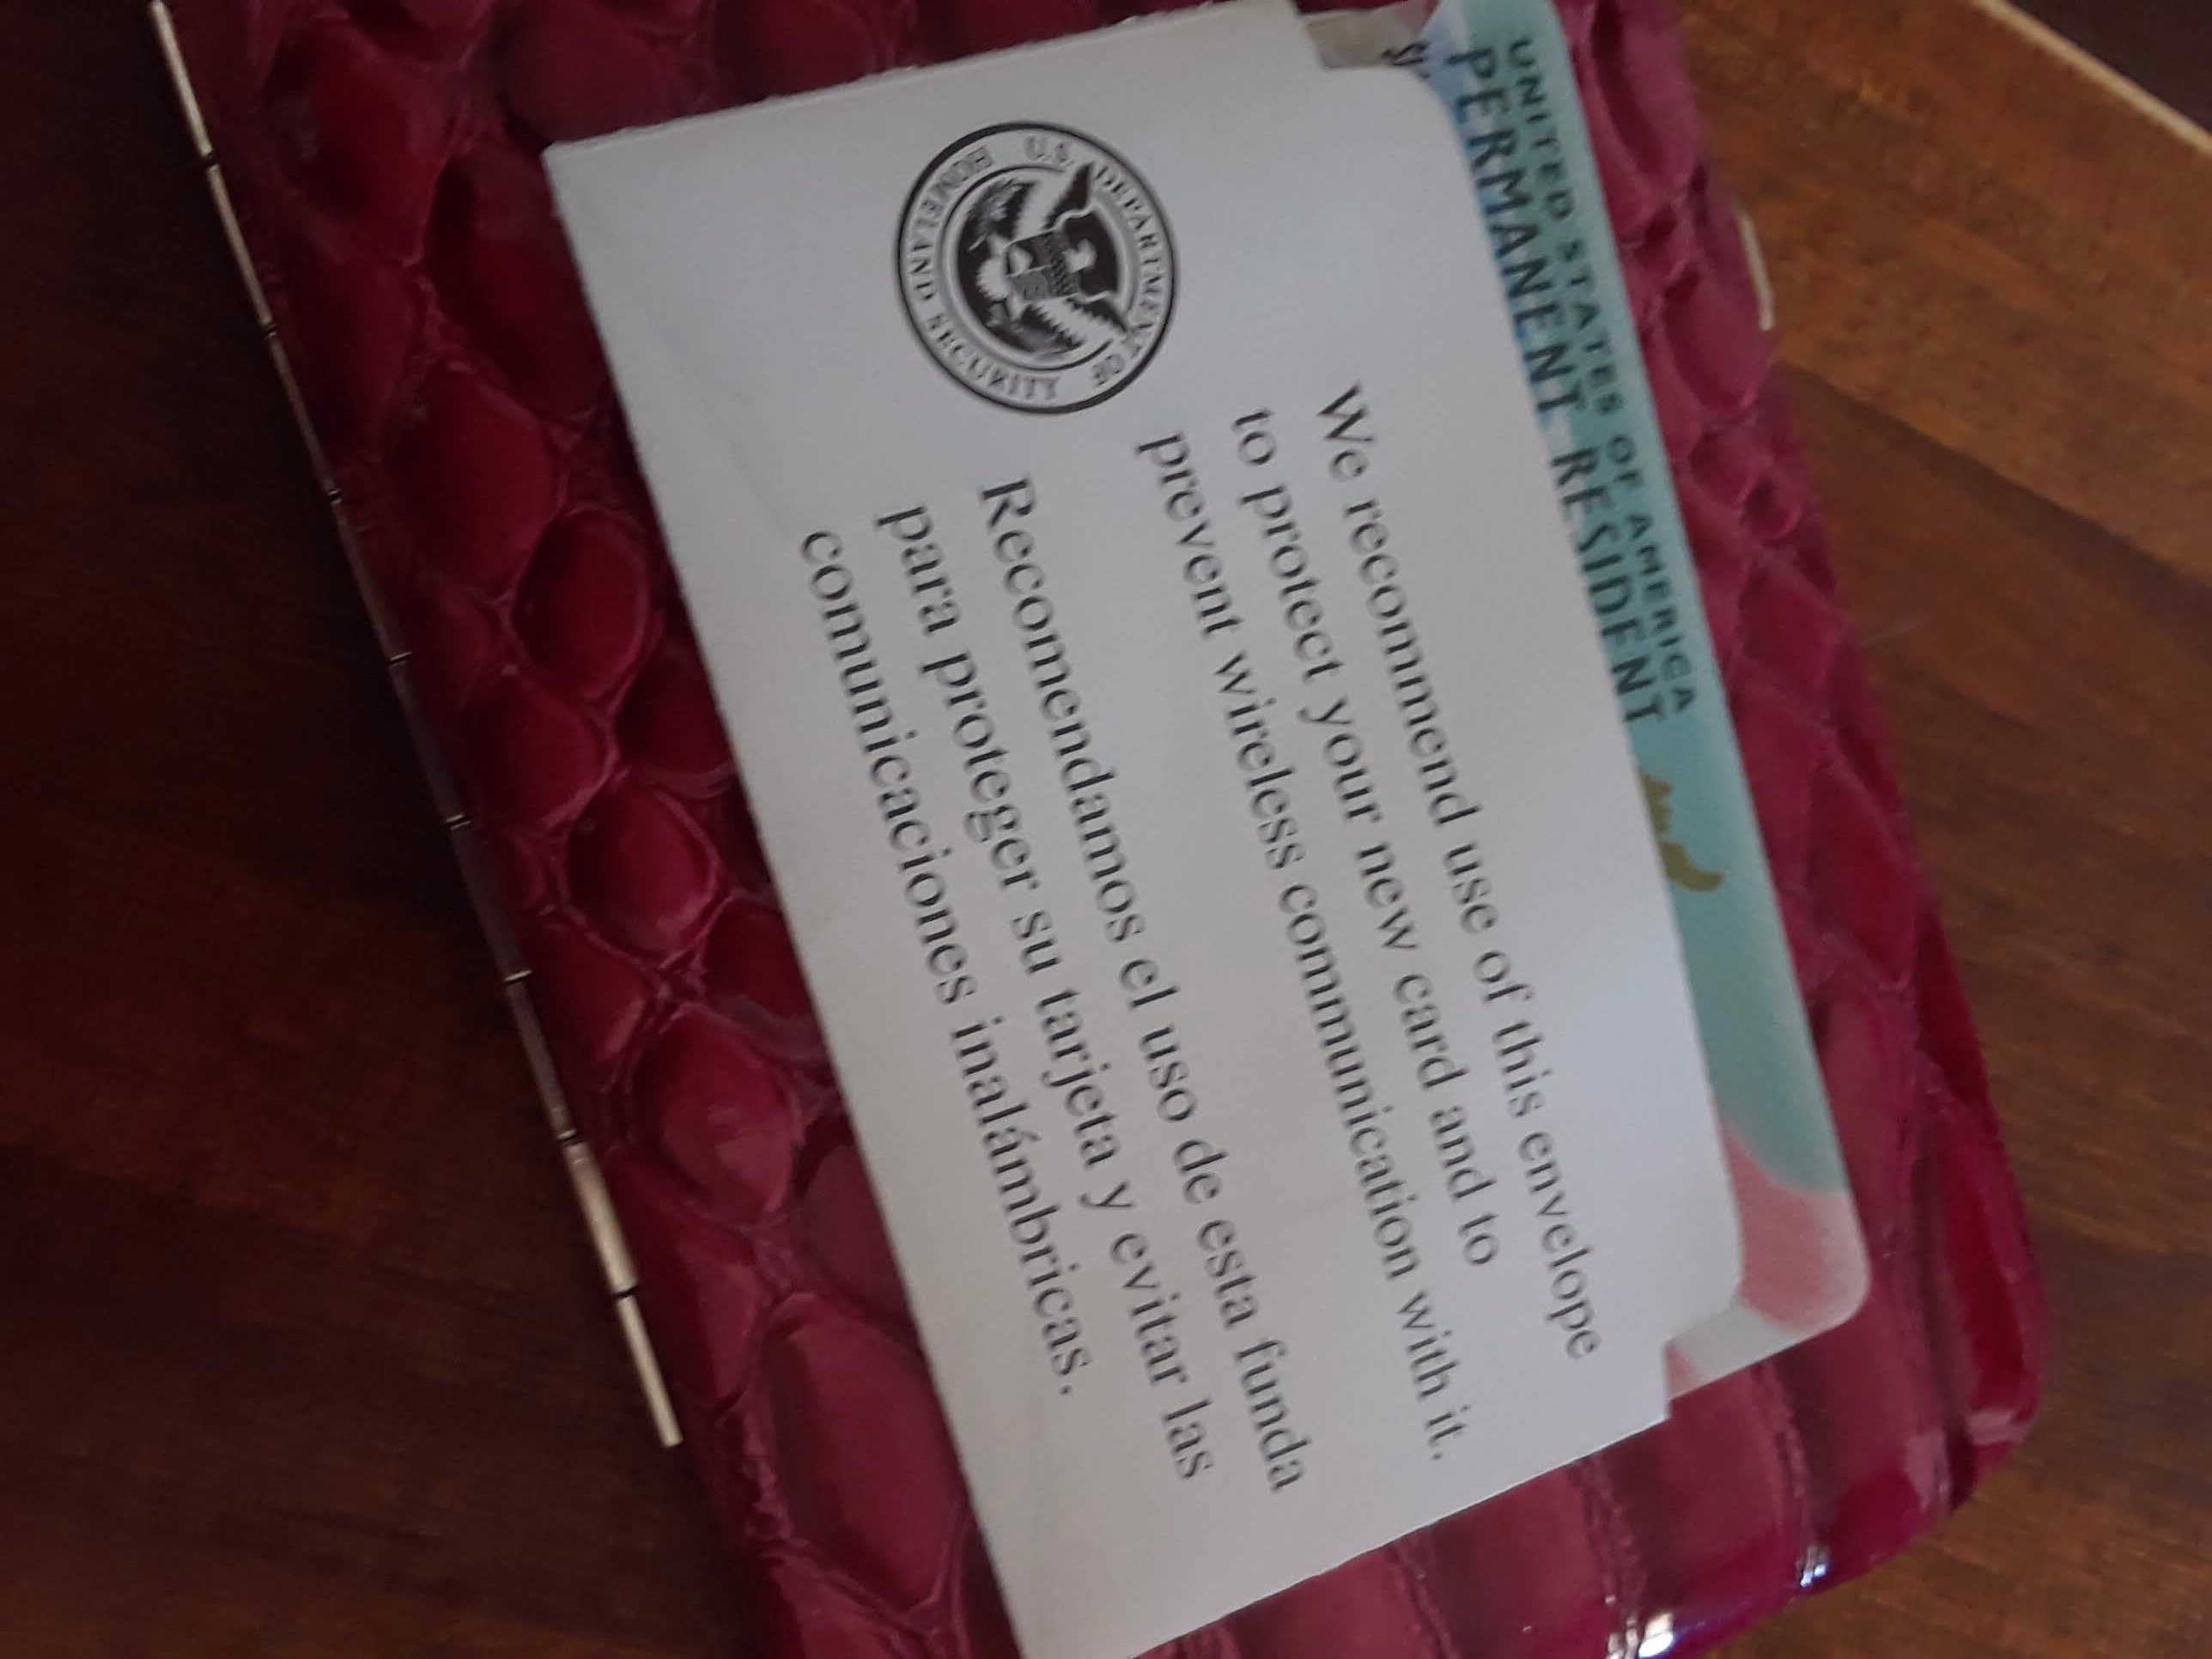 UNITED STATES OF AMERICA
PERMANENT RESIDENT
U.S. DEPARTMENT OF HOMELAND SECURITY
We recommend use of this envelope
to protect your new card and to
prevent wireless communication with it.
Recomendamos el uso de esta funda
para proteger su tarjeta y evitar las
comunicaciones inalámbricas.